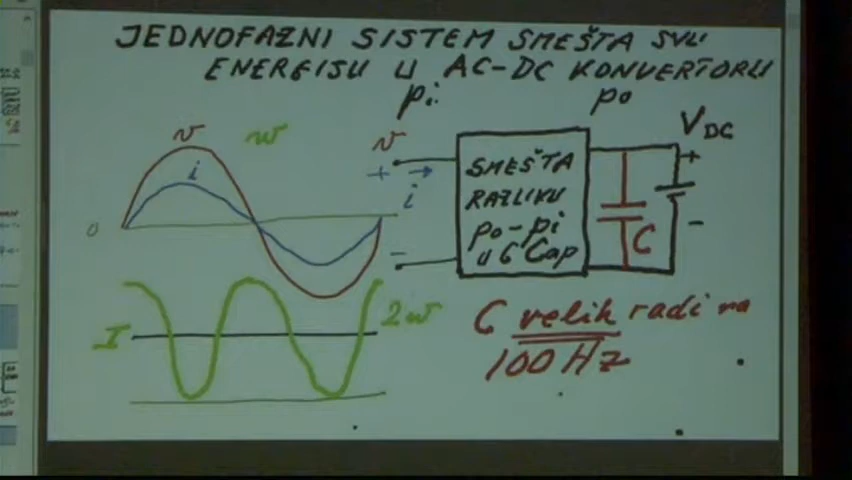 JEDNOFAZNI SISTEM SMEŠTA SVU
ENERGIJU U AC-DC KONVERTORU
pi
po
v
w
i
0
v
+
i
-
SMEŠTA
RAZLIKU
po-pi
u C Cap
C
VDC
+
-
I
2w
C velik radi na
100 Hz